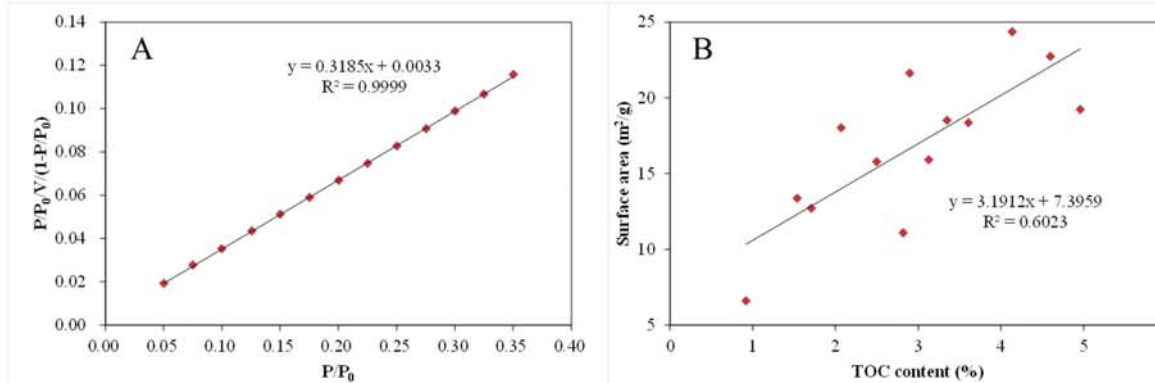 A
y = 0.3185x + 0.0033
R² = 0.9999
P/P₀/V/(1-P/P₀)
0.14
0.12
0.10
0.08
0.06
0.04
0.02
0.00
0.00 0.05 0.10 0.15 0.20 0.25 0.30 0.35 0.40
P/P₀
B
Surface area (m²/g)
25
20
15
10
5
y = 3.1912x + 7.3959
R² = 0.6023
0 1 2 3 4 5
TOC content (%)